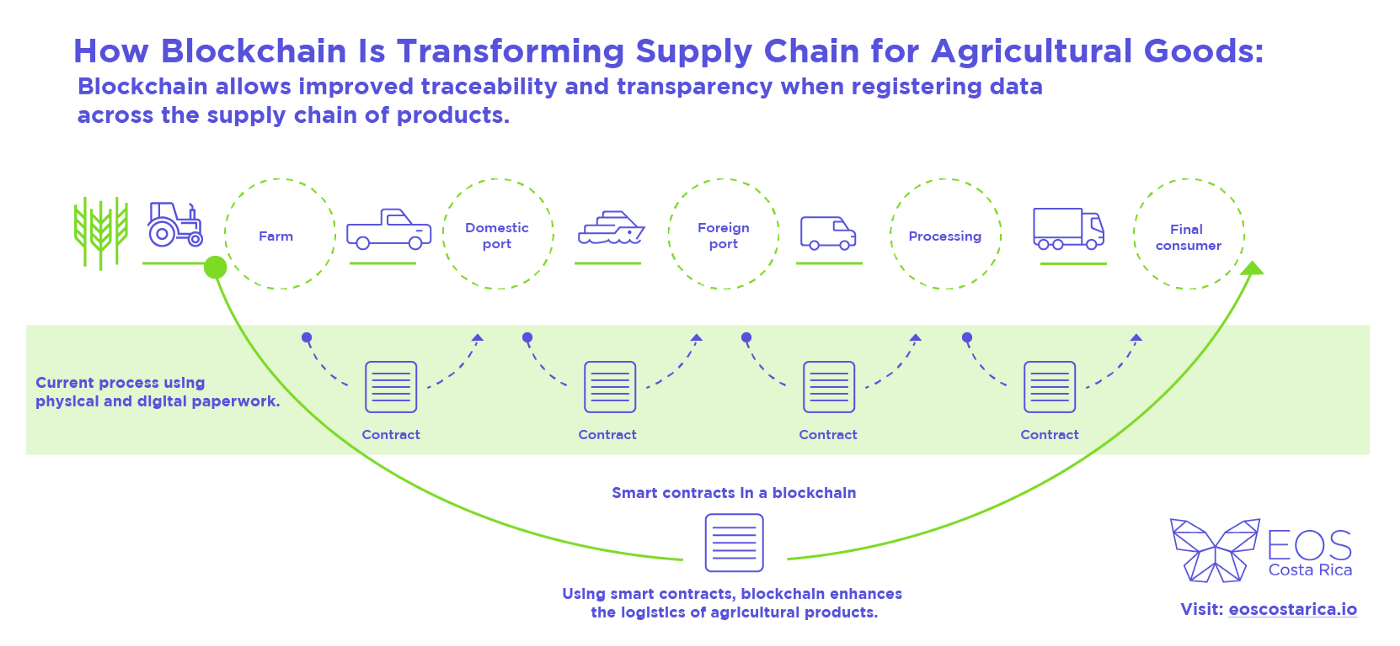 How Blockchain Is Transforming Supply Chain for Agricultural Goods:
Blockchain allows improved traceability and transparency when registering data
across the supply chain of products.
Farm
Domestic
port
Foreign
port
Processing
Final
consumer
Current process using
physical and digital paperwork.
Contract
Contract
Contract
Contract
Smart contracts in a blockchain
Using smart contracts, blockchain enhances
the logistics of agricultural products.
EOS
Costa Rica
Visit: eoscostarica.io